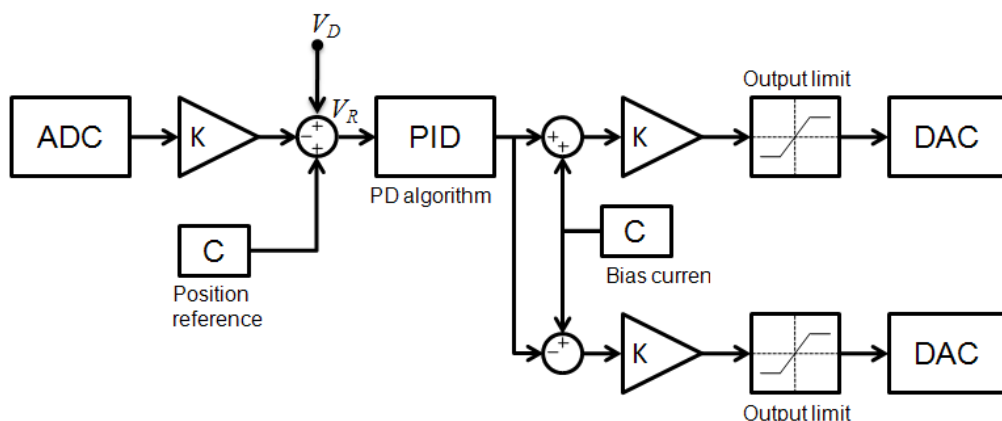 V_D
Output limit
ADC
K
-
+
+
V_R
PID
+
+
K
DAC
PD algorithm
C
Position
reference
C
Bias curren
-
+
K
DAC
Output limit